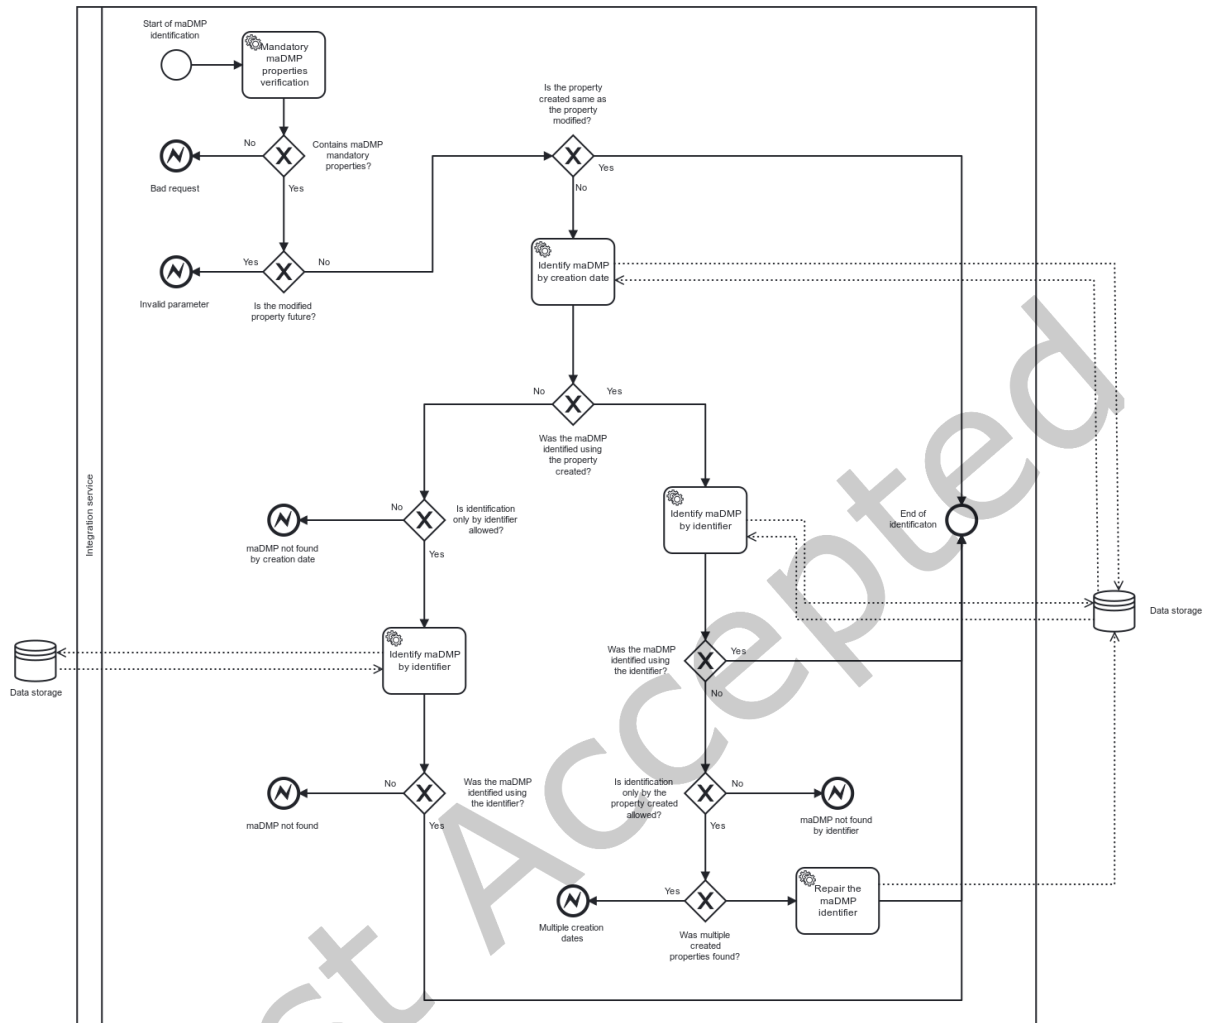 Start of maDMP
identification
Mandatory
maDMP
properties
verification
Is the property
created same as
the property
modified?
No
Contains maDMP
mandatory
properties?
Yes
Bad request
Yes
No
Yes
No
Invalid parameter
Is the modified
property future?
Identify maDMP
by creation date
No
Yes
Was the maDMP
identified using
the property
created?
Integration service
No
Is identification
only by identifier
allowed?
maDMP not found
by creation date
Yes
Identify maDMP
by identifier
End of
identificaton
Data storage
Identify maDMP
by identifier
Data storage
Was the maDMP
identified using
the identifier?
Yes
No
No
Was the maDMP
identified using
the identifier?
maDMP not found
Yes
Is identification
only by the
property created
allowed?
No
Yes
maDMP not found
by identifier
Yes
Multiple creation
dates
Was multiple
created
properties found?
Repair the
maDMP
identifier
st Accepted